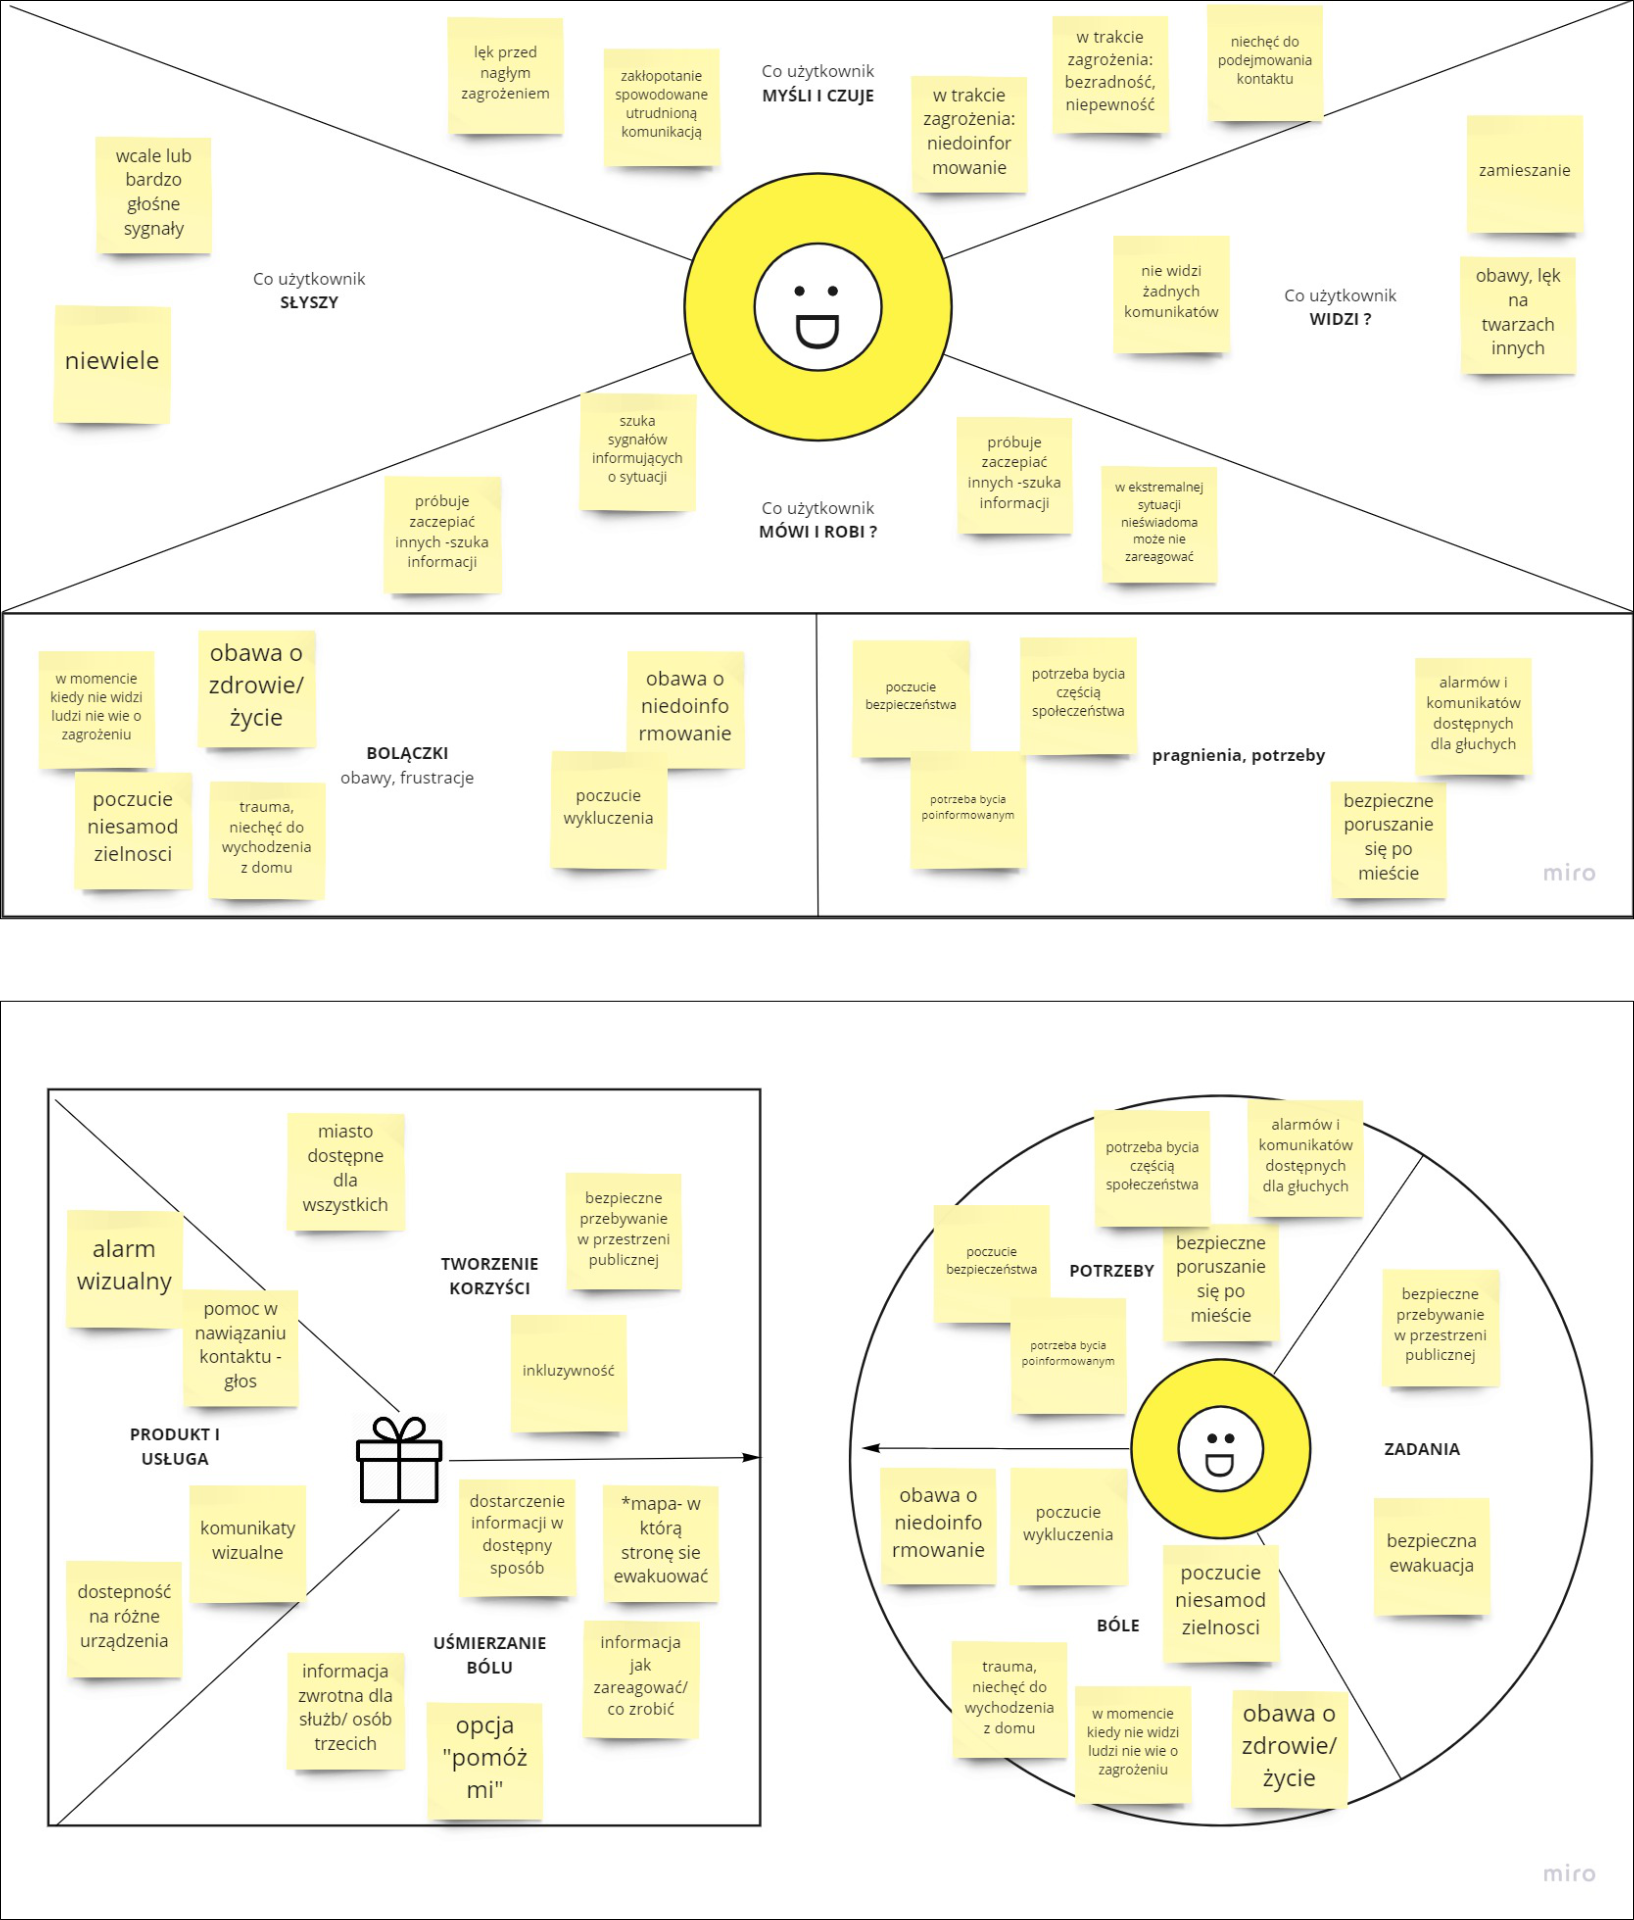 lęk przed
nagłym
zagrożeniem
zakłopotanie
spowodowane
utrudnioną
komunikacją
Co użytkownik
MYŚLI I CZUJE
w trakcie
zagrożenia:
niedoinfor
mowanie
w trakcie
zagrożenia:
bezradność,
niepewność
niechęć do
podejmowania
kontaktu
wcale lub
bardzo
głośne
sygnały
Co użytkownik
SŁYSZY
niewiele
zamieszanie
nie widzi
żadnych
komunikatów
Co użytkownik
WIDZI ?
obawy, lęk
na
twarzach
innych
próbuje
zaczepiać
innych -szuka
informacji
szuka
sygnałów
informujących
o sytuacji
Co użytkownik
MÓWI I ROBI ?
próbuje
zaczepiać
innych -szuka
informacji
w ekstremalnej
sytuacji
nieświadoma
może nie
zareagować
w momencie
kiedy nie widzi
ludzi nie wie o
zagrożeniu
obawa o
zdrowie/
życie
poczucie
niesamod
zielnosci
trauma,
niechęć do
wychodzenia
z domu
BOLĄCZKI
obawy, frustracje
obawa o
niedoinfo
rmowanie
poczucie
wykluczenia
poczucie
bezpieczeństwa
potrzeba bycia
częścią
społeczeństwa
potrzeba bycia
poinformowanym
pragnienia, potrzeby
alarmów i
komunikatów
dostępnych
dla głuchych
bezpieczne
poruszanie
się po
mieście
miro
miasto
dostępne
dla
wszystkich
bezpieczne
przebywanie
w przestrzeni
publicznej
TWORZENIE
KORZYŚCI
inkluzywność
alarm
wizualny
pomoc w
nawiązaniu
kontaktu -
głos
PRODUKT I
USŁUGA
komunikaty
wizualne
dostepność
na różne
urządzenia
dostarczenie
informacji w
dostępny
sposób
*mapa- w
którą
stronę sie
ewakuować
UŚMIERZANIE
BÓLU
informacja
jak
zareagować/
co zrobić
informacja
zwrotna dla
służb/ osób
trzecich
opcja
"pomóż
mi"
potrzeba bycia
częścią
społeczeństwa
alarmów i
komunikatów
dostępnych
dla głuchych
poczucie
bezpieczeństwa
POTRZEBY
bezpieczne
poruszanie
się po
mieście
potrzeba bycia
poinformowanym
bezpieczne
przebywanie
w przestrzeni
publicznej
ZADANIA
bezpieczna
ewakuacja
obawa o
niedoinfo
rmowanie
poczucie
wykluczenia
poczucie
niesamod
zielnosci
BÓLE
trauma,
niechęć do
wychodzenia
z domu
w momencie
kiedy nie widzi
ludzi nie wie o
zagrożeniu
obawa o
zdrowie/
życie
miro